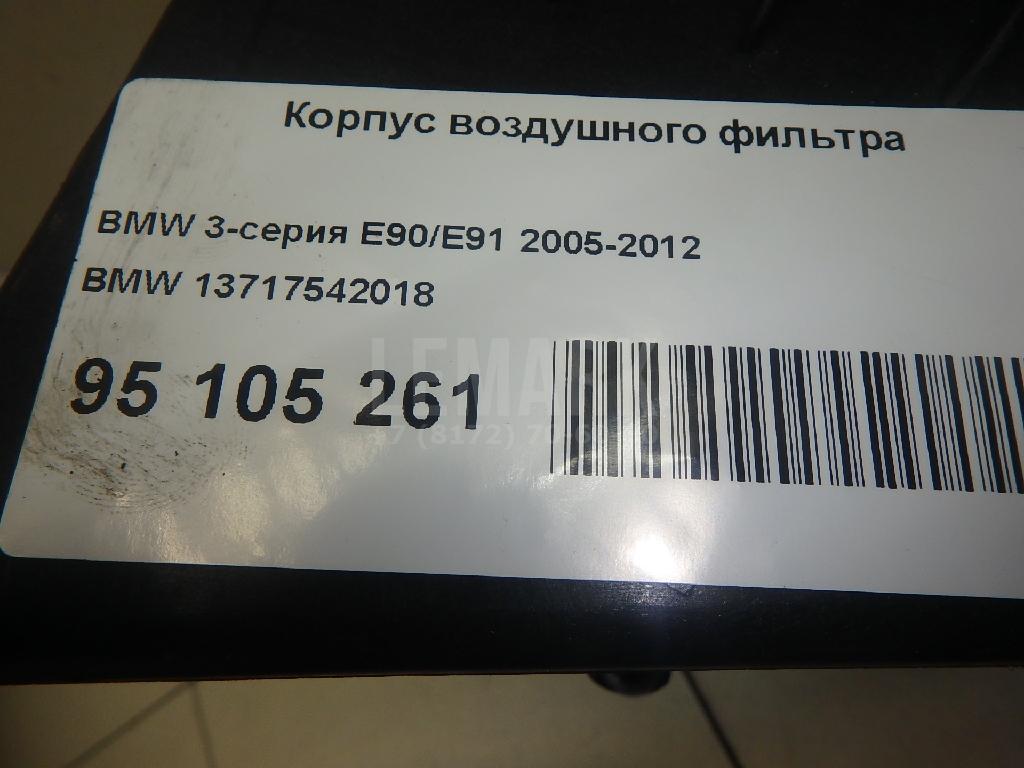 Корпус воздушного фильтра
BMW 3-серия E90/E91 2005-2012
BMW 13717542018
95 105 261